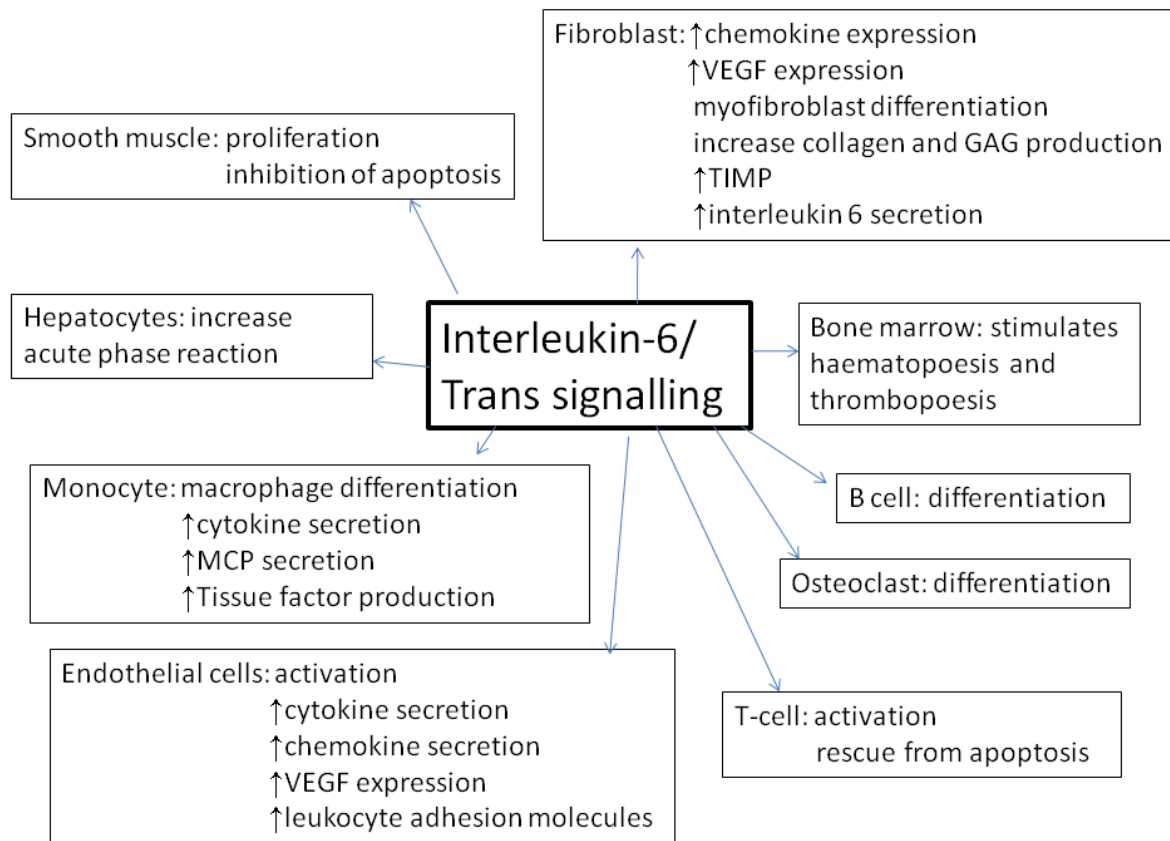 Fibroblast: ↑chemokine expression
↑VEGF expression
myofibroblast differentiation
increase collagen and GAG production
↑TIMP
↑interleukin 6 secretion
Smooth muscle: proliferation
inhibition of apoptosis
Hepatocytes: increase
acute phase reaction
Interleukin-6/
Trans signalling
Bone marrow: stimulates
haematopoesis and
thrombopoesis
Monocyte: macrophage differentiation
↑cytokine secretion
↑MCP secretion
↑Tissue factor production
B cell: differentiation
Osteoclast: differentiation
Endothelial cells: activation
↑cytokine secretion
↑chemokine secretion
↑VEGF expression
↑leukocyte adhesion molecules
T-cell: activation
rescue from apoptosis